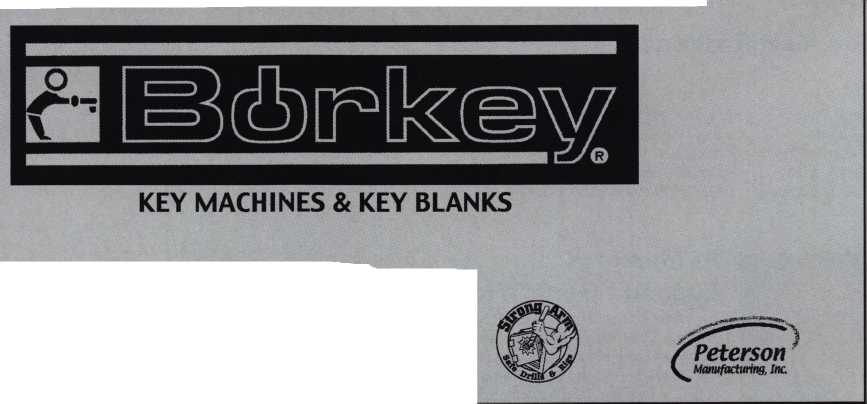 Borkey®
KEY MACHINES & KEY BLANKS
Strong Arm
Safe Drills & Rigs
Peterson
Manufacturing, Inc.